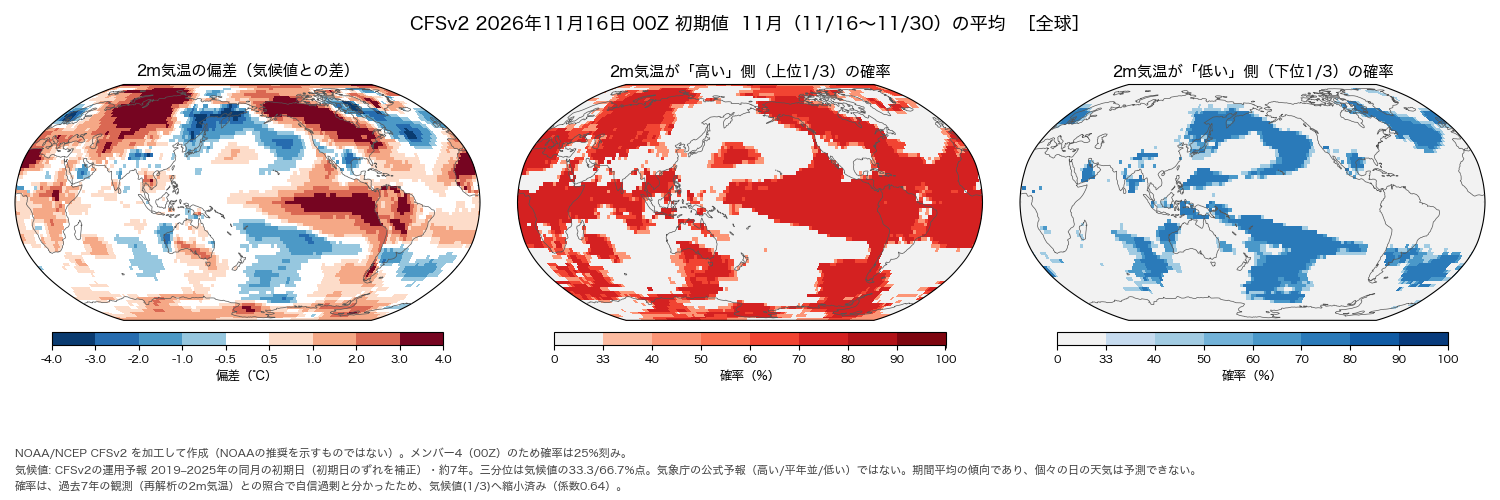 CFSv2 2026年11月16日 00Z 初期値 11月（11/16～11/30）の平均 ［全球］
2m気温の偏差（気候値との差）
2m気温が「高い」側（上位1/3）の確率
2m気温が「低い」側（下位1/3）の確率
-4.0 -3.0 -2.0 -1.0 -0.5 0.5 1.0 2.0 3.0 4.0
偏差（℃）
0 33 40 50 60 70 80 90 100
確率（%）
0 33 40 50 60 70 80 90 100
確率（%）
NOAA/NCEP CFSv2 を加工して作成（NOAAの推奨を示すものではない）。メンバー4（00Z）のため確率は25%刻み。
気候値: CFSv2の運用予報 2019–2025年の同月の初期日（初期日のずれを補正）・約7年。三分位は気候値の33.3/66.7%点。気象庁の公式予報（高い/平年並/低い）ではない。期間平均の傾向であり、個々の日の天気は予測できない。
確率は、過去7年の観測（再解析の2m気温）との照合で自信過剰と分かったため、気候値(1/3)へ縮小済み（係数0.64）。